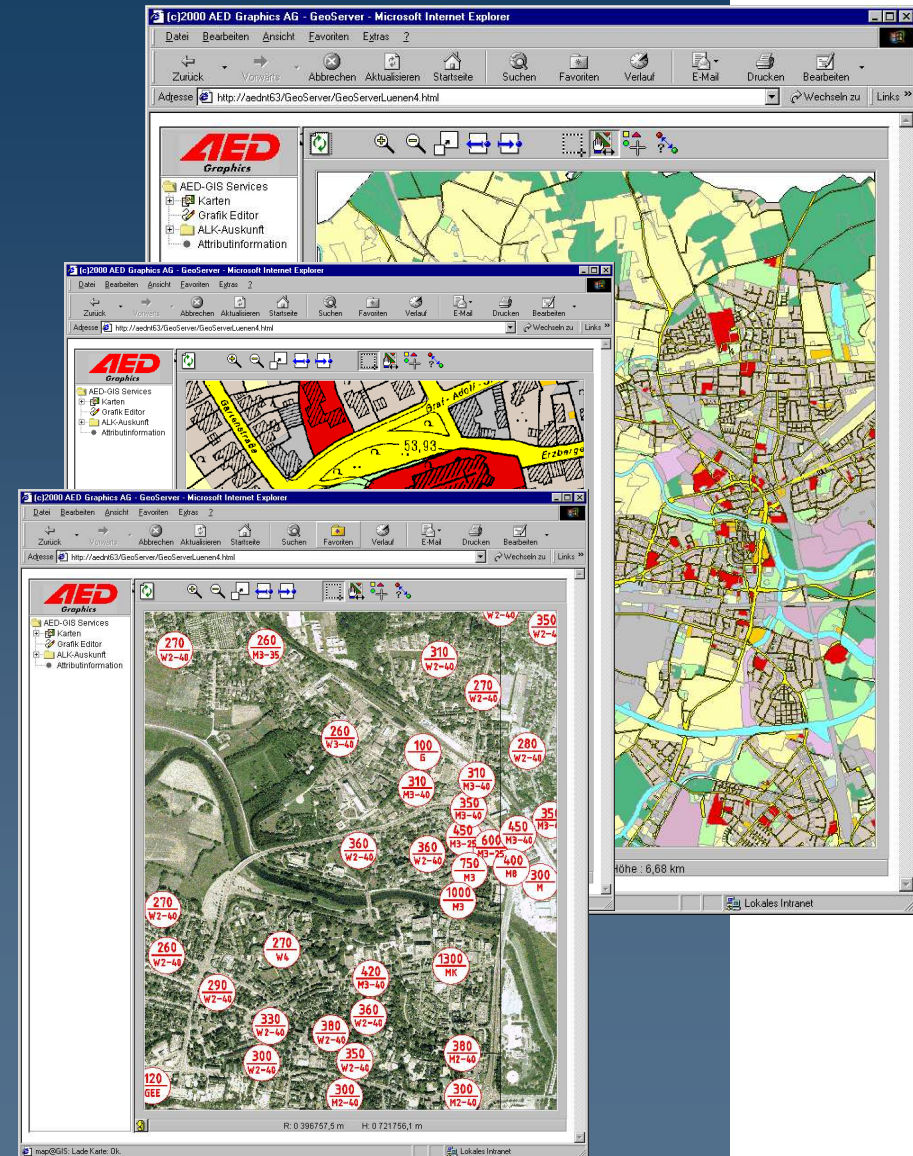 (c)2000 AED Graphics AG - GeoServer - Microsoft Internet Explorer
Datei Bearbeiten Ansicht Favoriten Extras ?
Zurück Vorwärts Abbrechen Aktualisieren Startseite Suchen Favoriten Verlauf E-Mail Drucken Bearbeiten
Adresse http://aednt63/GeoServer/GeoServerLuenen4.html Wechseln zu Links »
AED
Graphics
AED-GIS Services
Karten
Grafik Editor
ALK-Auskunft
Attributinformation
Höhe : 6,68 km
Lokales Intranet
(c)2000 AED Graphics AG - GeoServer - Microsoft Internet Explorer
Datei Bearbeiten Ansicht Favoriten Extras ?
Zurück Vorwärts Abbrechen Aktualisieren Startseite Suchen Favoriten Verlauf E-Mail Drucken Bearbeiten
Adresse http://aednt63/GeoServer/GeoServerLuenen4.html Wechseln zu Links »
AED
Graphics
AED-GIS Services
Karten
Grafik Editor
ALK-Auskunft
Attributinformation
Gartenstraße
Graf-Adolf-S
53,93
Erzberge
(c)2000 AED Graphics AG - GeoServer - Microsoft Internet Explorer
Datei Bearbeiten Ansicht Favoriten Extras ?
Zurück Vorwärts Abbrechen Aktualisieren Startseite Suchen Favoriten Verlauf E-Mail Drucken Bearbeiten
Adresse http://aednt63/GeoServer/GeoServerLuenen4.html Wechseln zu Links »
AED
Graphics
AED-GIS Services
Karten
Grafik Editor
ALK-Auskunft
Attributinformation
W2-40
350
W2-4
270
W2-40
260
M3-35
310
W2-40
270
W2-40
260
W3-40
100
G
280
W2-40
310
M3-40
310
M3-40
350
M3-40
350
M3-
450
M3-25
600
M3-25
450
M3-40
360
W2-40
360
W2-40
750
M3
400
MB
300
M
1000
M3
270
W2-40
260
W2-40
270
W4
1300
MK
290
W2-40
420
M3-40
330
W2-40
360
W2-40
380
W2-40
300
W2-40
350
W2-40
380
M2-40
120
GEE
300
M2-40
300
M2-40
R: 0 396757,5 m H: 0 721756,1 m
map@GIS: Lade Karte: Ok.
Lokales Intranet